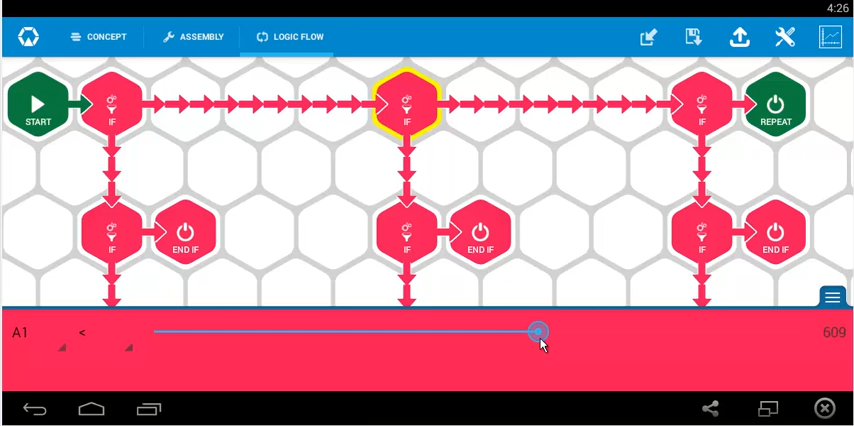 4:26
CONCEPT ASSEMBLY LOGIC FLOW
START IF IF IF REPEAT
IF END IF IF END IF IF END IF
A1 < 609